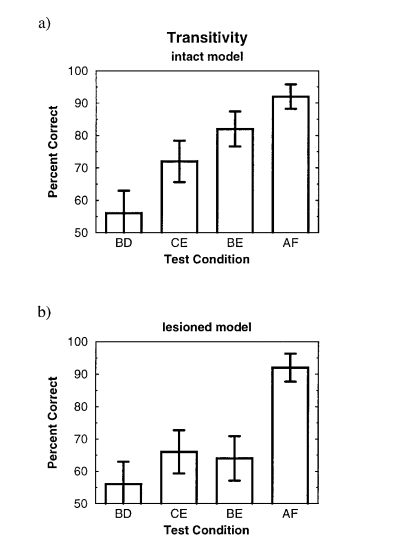 a)
Transitivity
intact model
100
90
80
70
60
50
Percent Correct
BD CE BE AF
Test Condition
b)
lesioned model
100
90
80
70
60
50
Percent Correct
BD CE BE AF
Test Condition